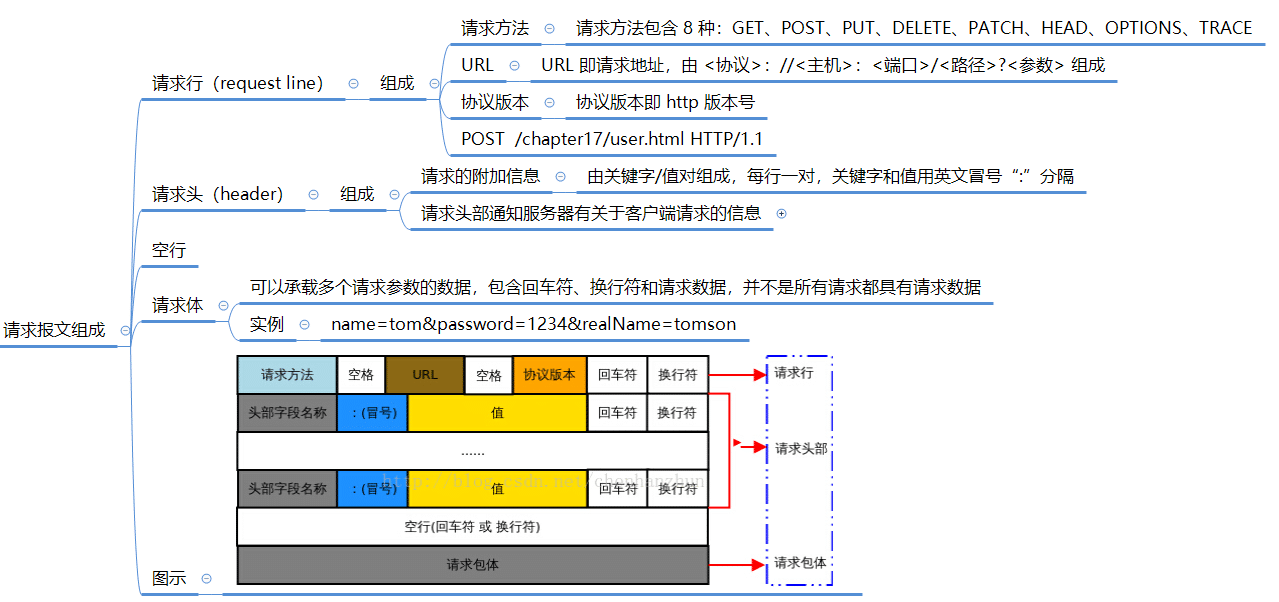 请求方法
请求方法包含 8 种：GET、POST、PUT、DELETE、PATCH、HEAD、OPTIONS、TRACE
URL
URL 即请求地址，由 <协议>：//<主机>：<端口>/<路径>?<参数> 组成
请求行（request line）
组成
协议版本
协议版本即 http 版本号
POST /chapter17/user.html HTTP/1.1
请求的附加信息
由关键字/值对组成，每行一对，关键字和值用英文冒号“:”分隔
请求头（header）
组成
请求头部通知服务器有关于客户端请求的信息
空行
可以承载多个请求参数的数据，包含回车符、换行符和请求数据，并不是所有请求都具有请求数据
请求体
实例
name=tom&password=1234&realName=tomson
请求报文组成
请求方法 空格 URL 空格 协议版本 回车符 换行符
请求行
头部字段名称 ：(冒号) 值 回车符 换行符
......
请求头部
头部字段名称 ：(冒号) 值 回车符 换行符
空行(回车符 或 换行符)
请求包体
请求包体
图示